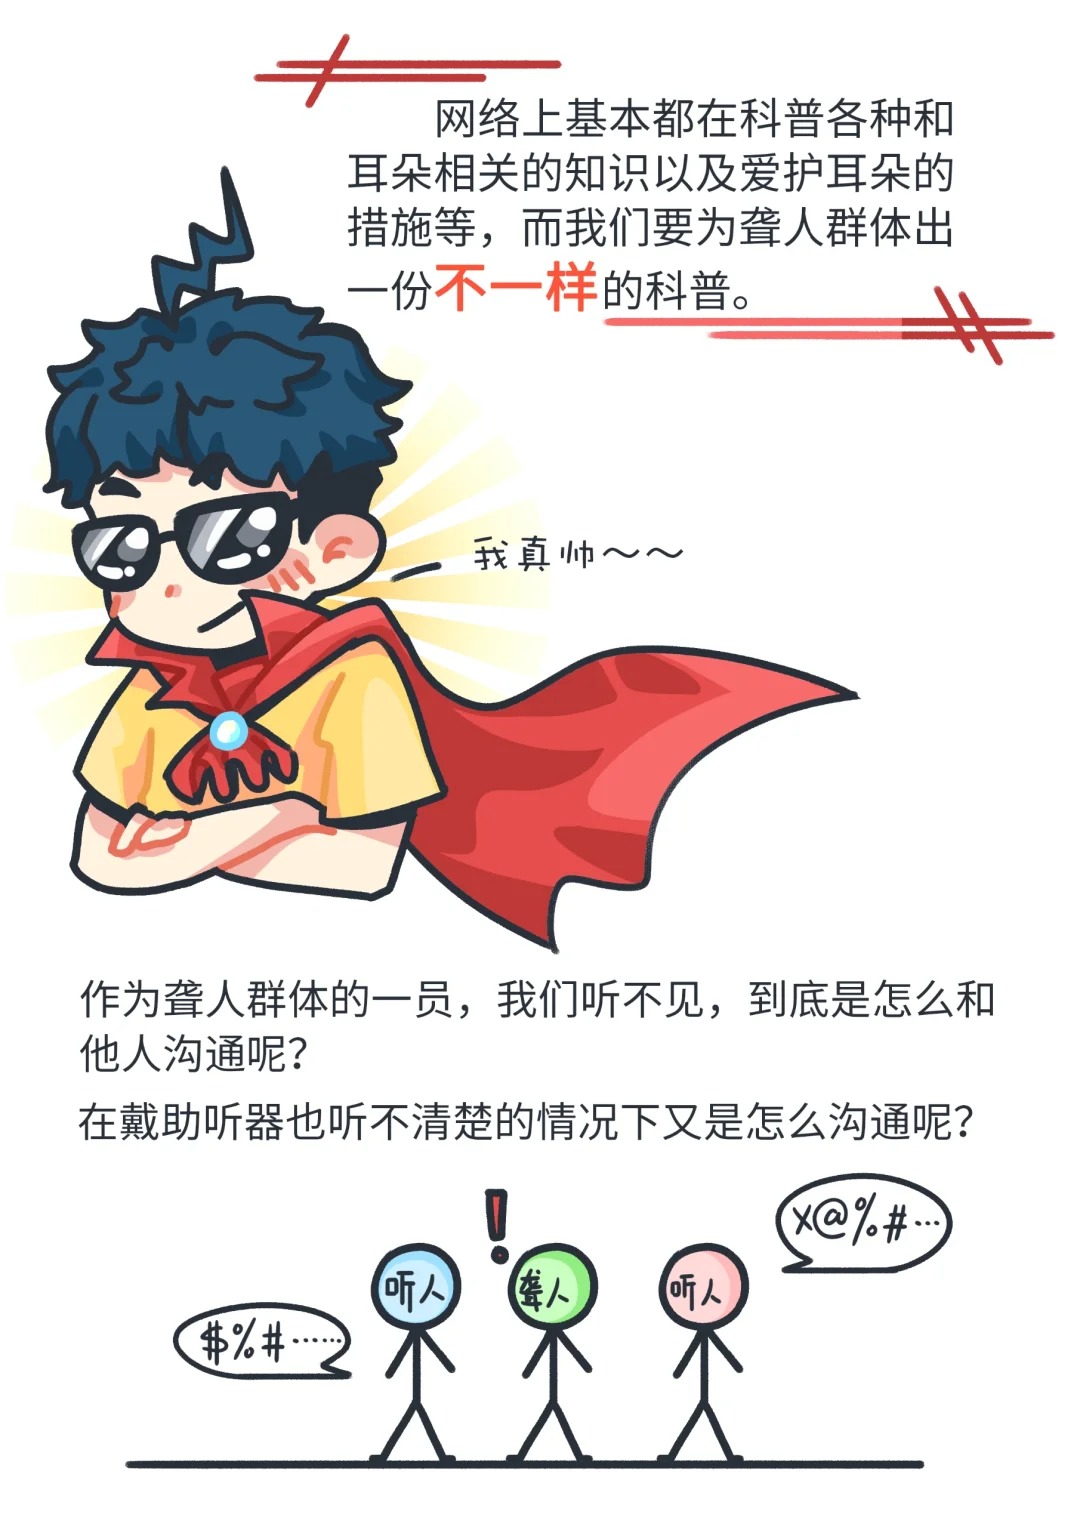 网络上基本都在科普各种和
耳朵相关的知识以及爱护耳朵的
措施等，而我们要为聋人群体出
一份不一样的科普。
我真帅～～
作为聋人群体的一员，我们听不见，到底是怎么和
他人沟通呢？
在戴助听器也听不清楚的情况下又是怎么沟通呢？
!
X@%#…
听人
聋人
听人
$%#……